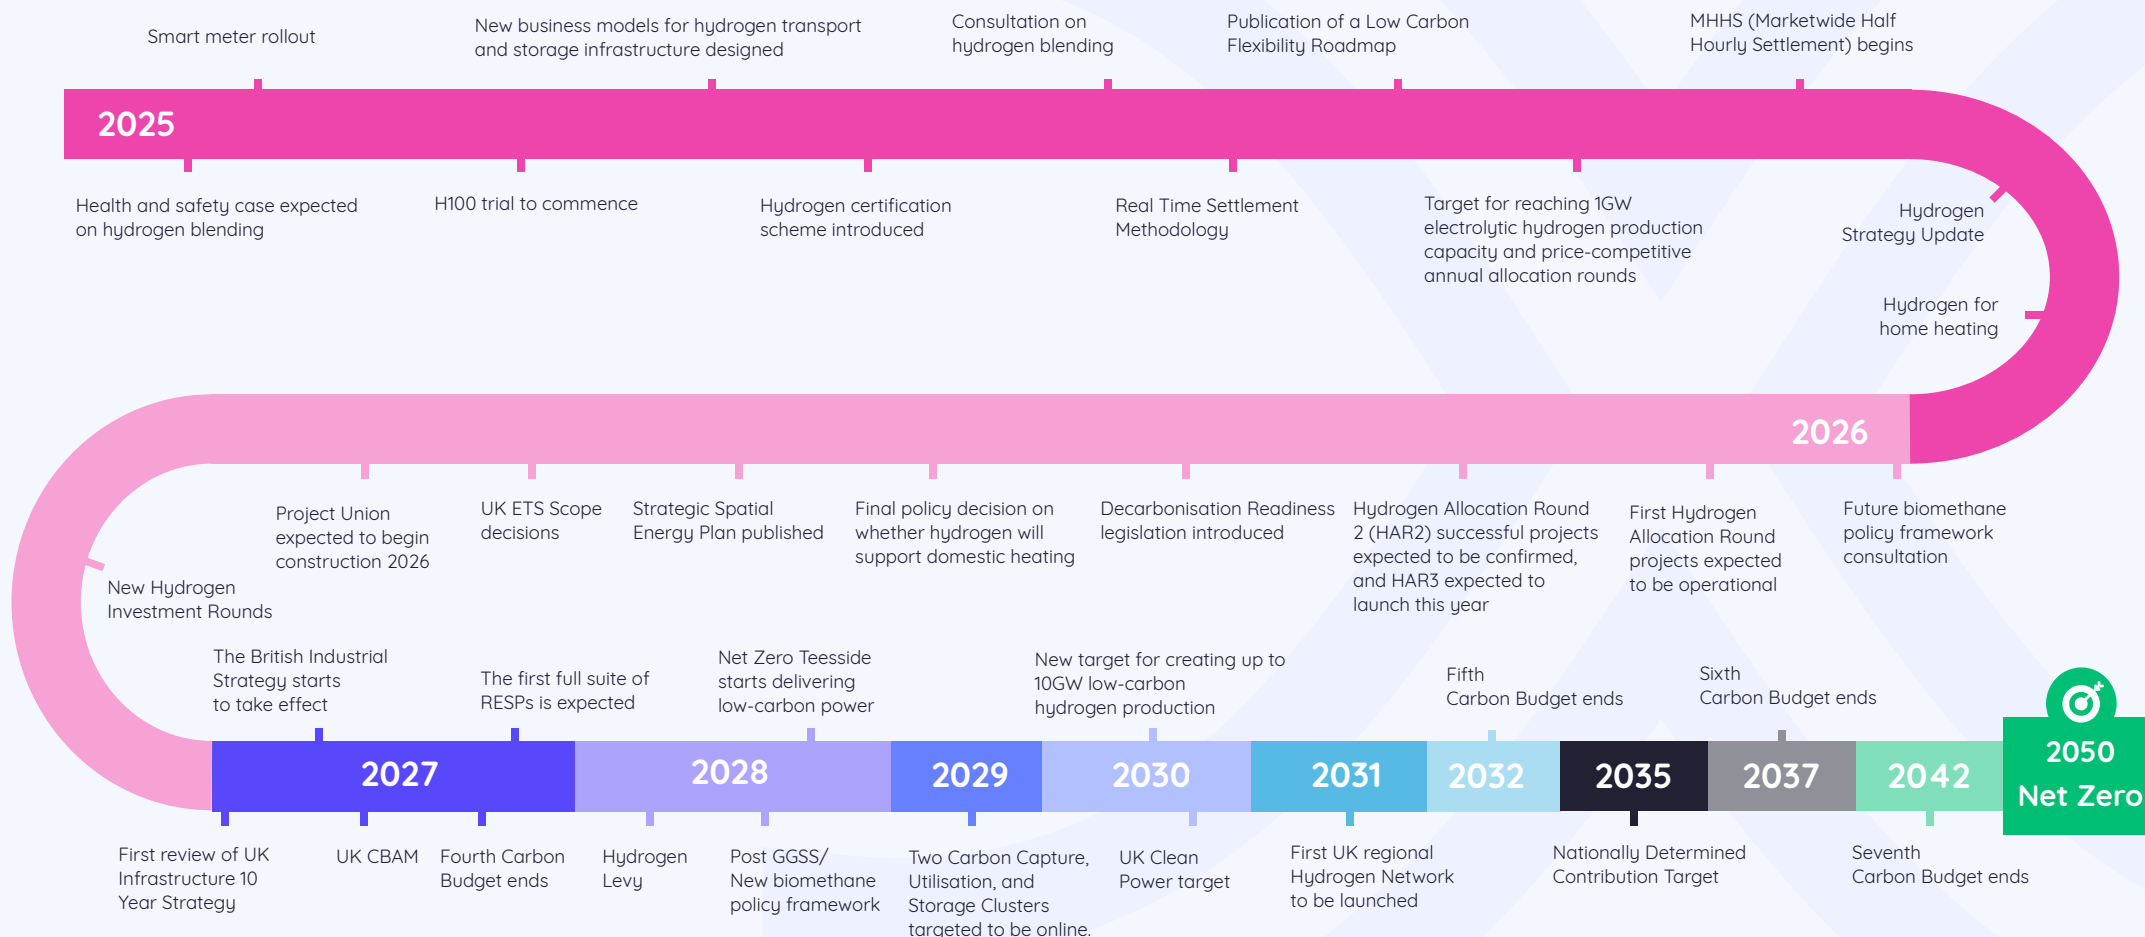 Smart meter rollout
New business models for hydrogen transport
and storage infrastructure designed
Consultation on
hydrogen blending
Publication of a Low Carbon
Flexibility Roadmap
MHHS (Marketwide Half
Hourly Settlement) begins
2025
Health and safety case expected
on hydrogen blending
H100 trial to commence
Hydrogen certification
scheme introduced
Real Time Settlement
Methodology
Target for reaching 1GW
electrolytic hydrogen production
capacity and price-competitive
annual allocation rounds
Hydrogen
Strategy Update
Hydrogen for
home heating
2026
Future biomethane
policy framework
consultation
First Hydrogen
Allocation Round
projects expected
to be operational
Hydrogen Allocation Round
2 (HAR2) successful projects
expected to be confirmed,
and HAR3 expected to
launch this year
Decarbonisation Readiness
legislation introduced
Final policy decision on
whether hydrogen will
support domestic heating
Strategic Spatial
Energy Plan published
UK ETS Scope
decisions
Project Union
expected to begin
construction 2026
New Hydrogen
Investment Rounds
The British Industrial
Strategy starts
to take effect
The first full suite of
RESPs is expected
Net Zero Teesside
starts delivering
low-carbon power
New target for creating up to
10GW low-carbon
hydrogen production
Fifth
Carbon Budget ends
Sixth
Carbon Budget ends
2027
2028
2029
2030
2031
2032
2035
2037
2042
2050
Net Zero
First review of UK
Infrastructure 10
Year Strategy
UK CBAM
Fourth Carbon
Budget ends
Hydrogen
Levy
Post GGSS/
New biomethane
policy framework
Two Carbon Capture,
Utilisation, and
Storage Clusters
targeted to be online.
UK Clean
Power target
First UK regional
Hydrogen Network
to be launched
Nationally Determined
Contribution Target
Seventh
Carbon Budget ends